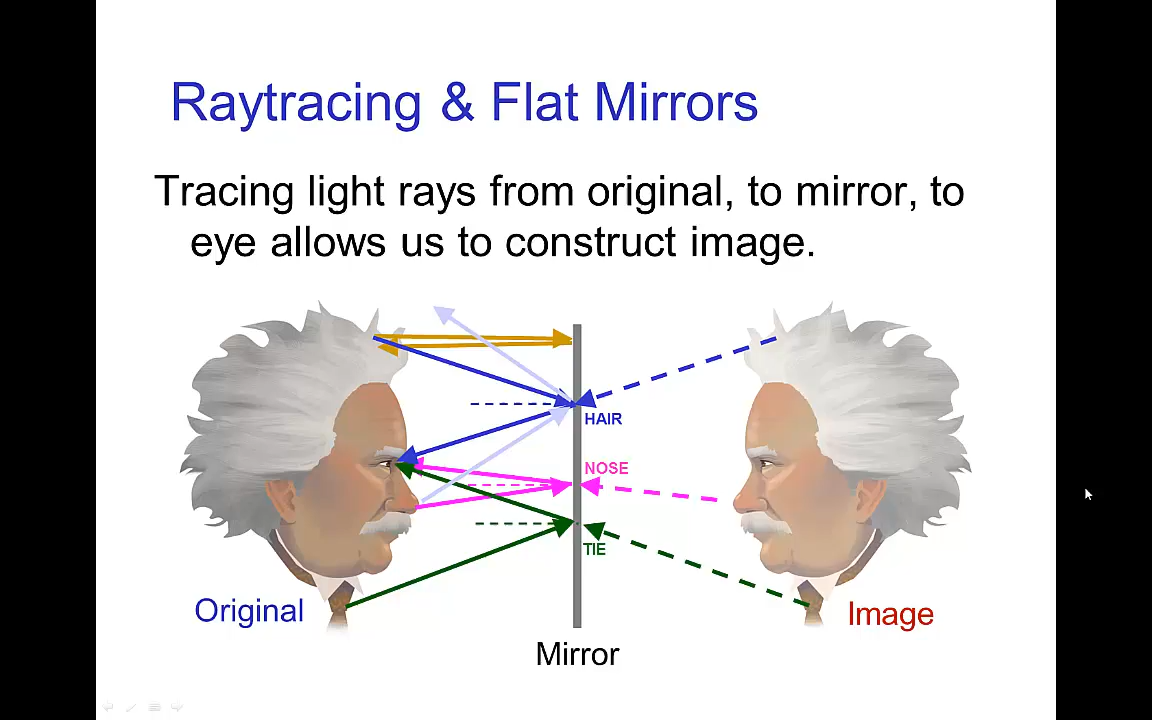 Raytracing & Flat Mirrors
Tracing light rays from original, to mirror, to
eye allows us to construct image.
HAIR
NOSE
TIE
Original
Image
Mirror